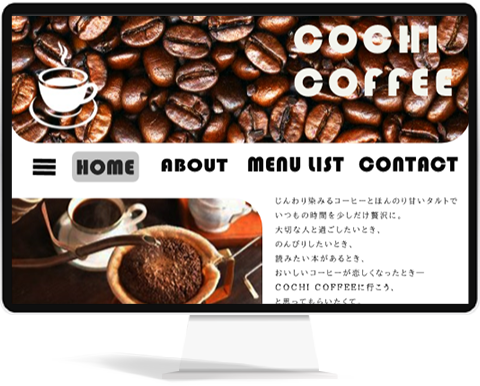 COCHI
COFFEE
HOME
ABOUT
MENU LIST
CONTACT
じんわり染みるコーヒーとほんのり甘いタルトで
いつもの時間を少しだけ贅沢に。
大切な人と過ごしたいとき、
のんびりしたいとき、
読みたい本があるとき、
おいしいコーヒーが恋しくなったとき―
COCHI COFFEEに行こう、
と思ってもらいたくて、